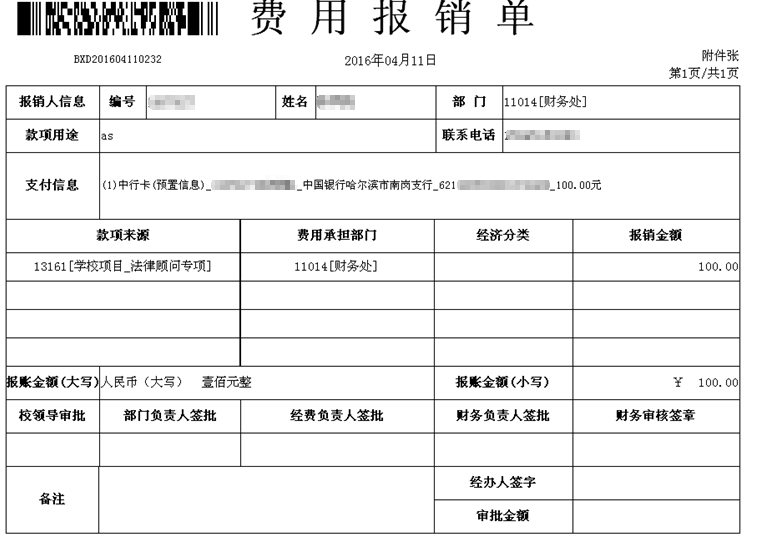 费用报销单
BXD201604110232
2016年04月11日
附件张
第1页/共1页
报销人信息 编号 姓名 部 门 11014[财务处]
款项用途 as 联系电话
支付信息 (1)中行卡(预置信息)_ _中国银行哈尔滨市南岗支行_621 _100.00元
款项来源 费用承担部门 经济分类 报销金额
13161[学校项目_法律顾问专项] 11014[财务处] 100.00
报账金额(大写) 人民币（大写） 壹佰元整 报账金额(小写) ￥ 100.00
校领导审批 部门负责人签批 经费负责人签批 财务负责人签批 财务审核签章
备注 经办人签字
审批金额